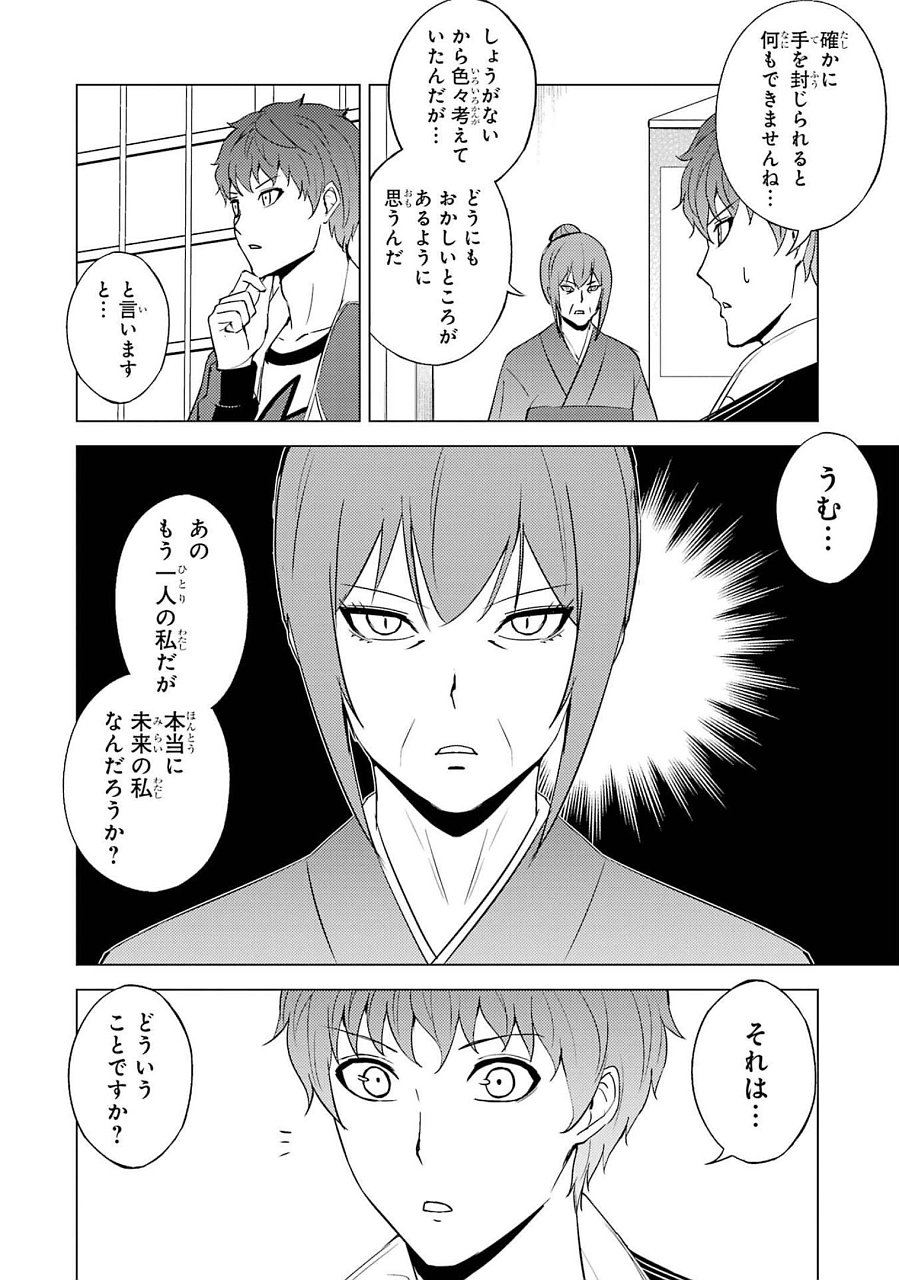 確かに
手を封じられると
何もできませんね…
しょうがない
から色々考えて
いたんだが…
どうにも
おかしいところが
あるように
思うんだ
と言います
と…
うむ…
あの
もう一人の私だが
本当に
未来の私
なんだろうか？
それは…
どういう
ことですか？